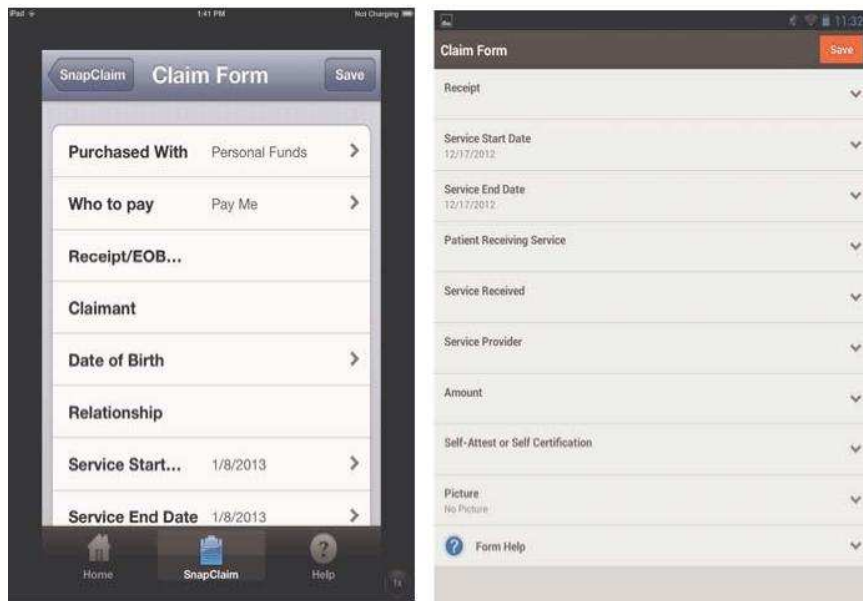 iPad
1:41 PM
Not Charging
SnapClaim
Claim Form
Save
Purchased With Personal Funds
Who to pay Pay Me
Receipt/EOB...
Claimant
Date of Birth
Relationship
Service Start... 1/8/2013
Service End Date 1/8/2013
Home
SnapClaim
Help
1x
11:32
Claim Form
Save
Receipt
Service Start Date
12/17/2012
Service End Date
12/17/2012
Patient Receiving Service
Service Received
Service Provider
Amount
Self-Attest or Self Certification
Picture
No Picture
? Form Help